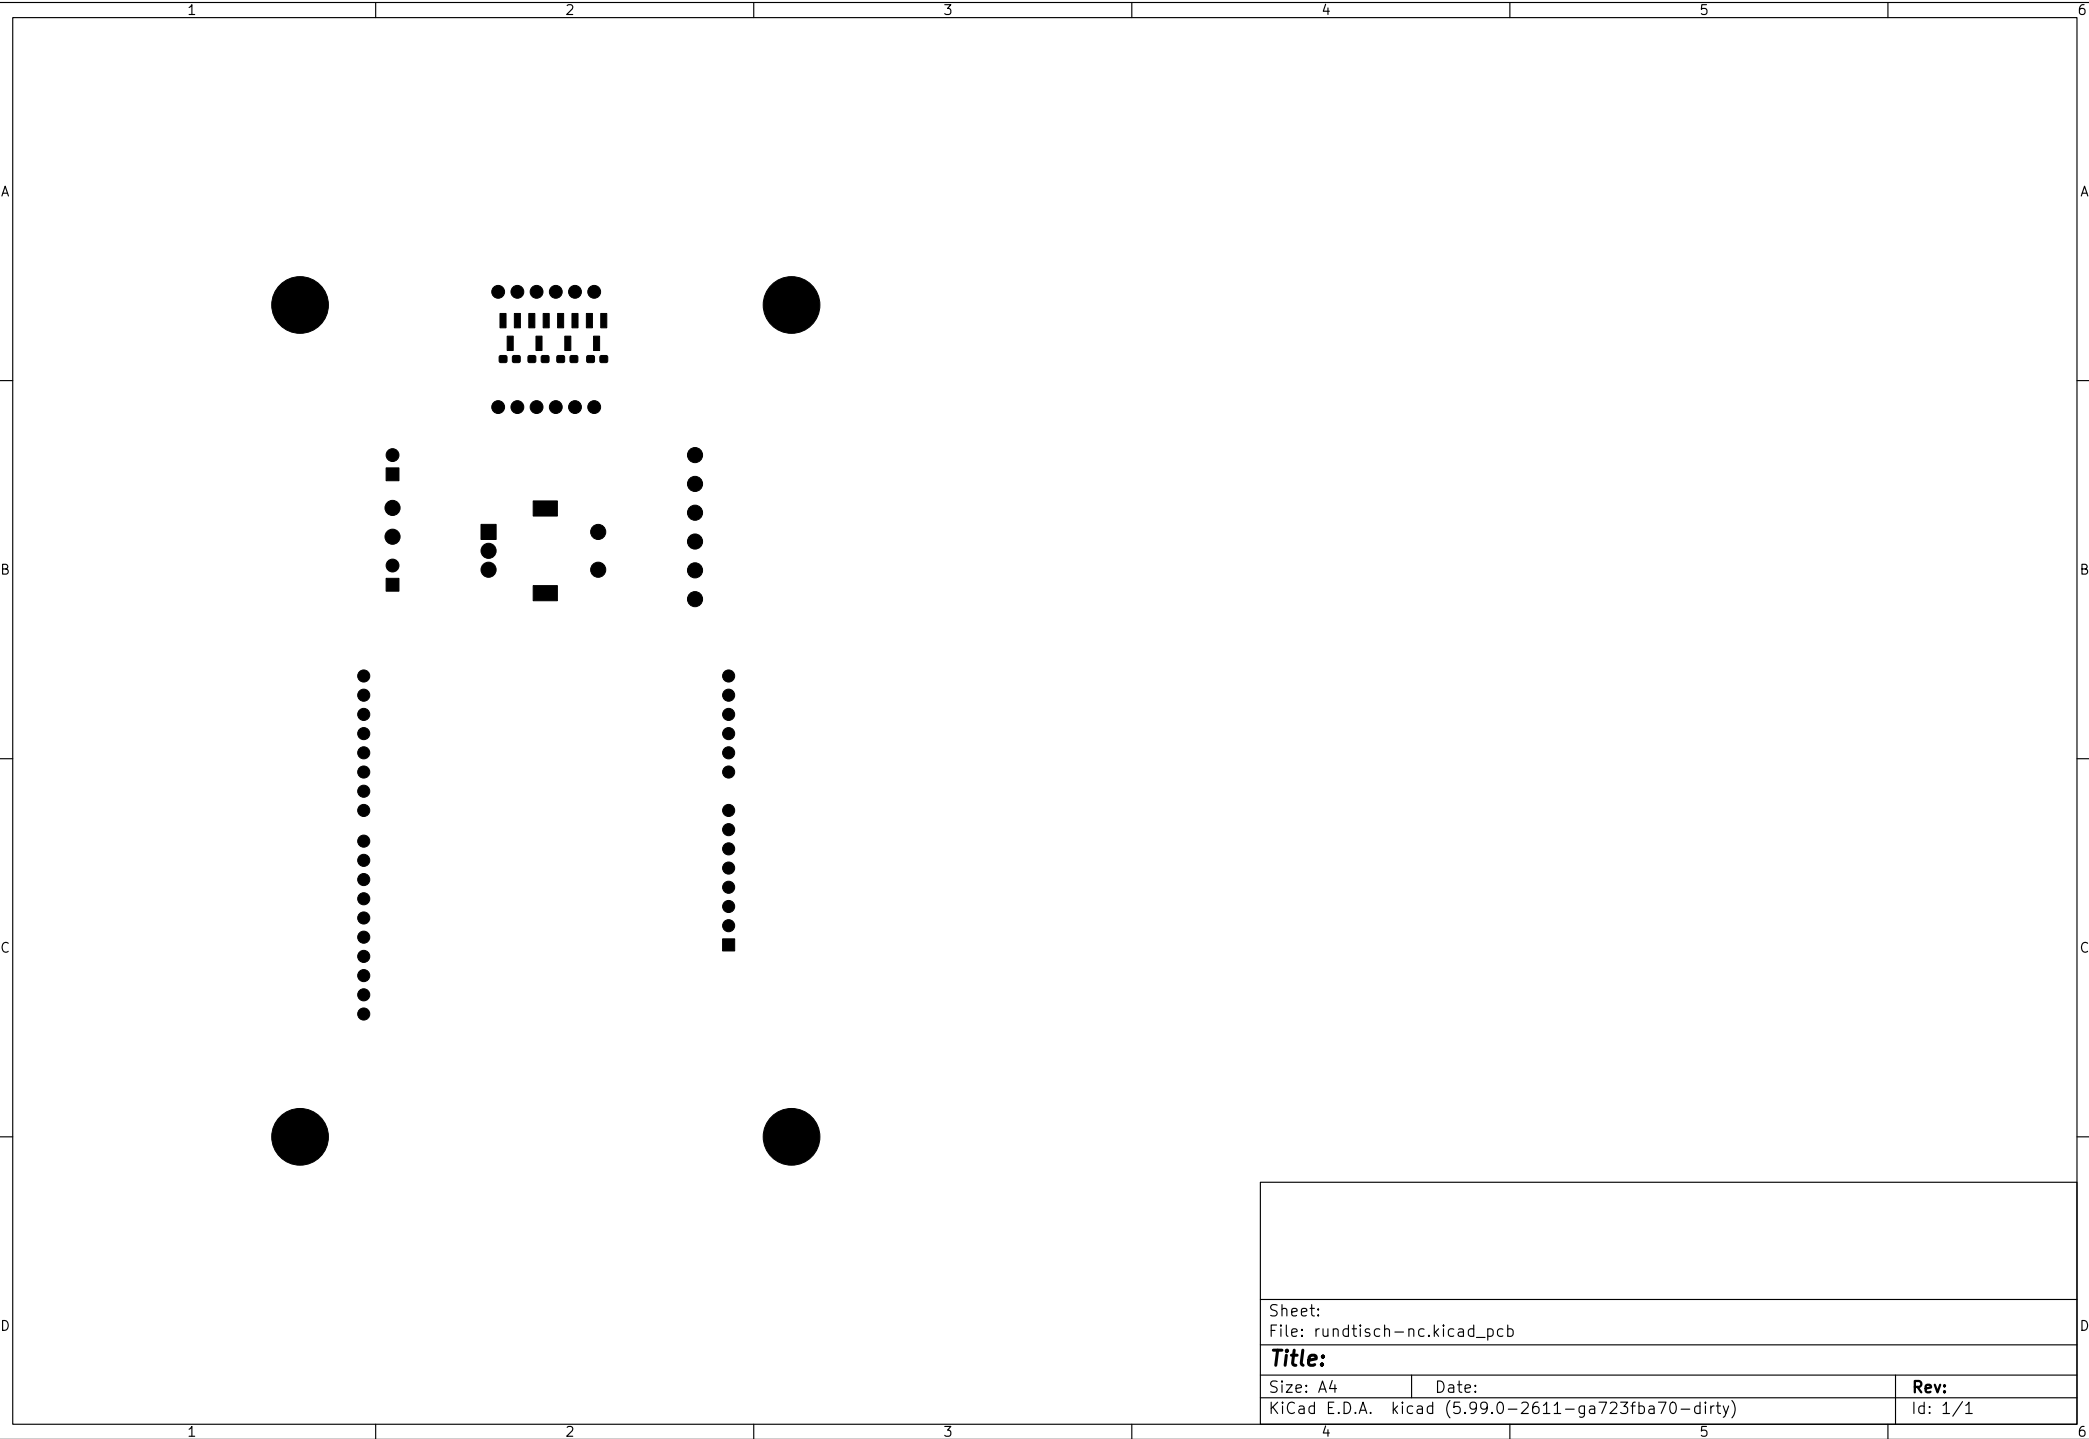 1 2 3 4 5 6
A A
B B
C C
Sheet:
File: rundtisch-nc.kicad_pcb
D D
Title:
Size: A4 Date: Rev:
KiCad E.D.A. kicad (5.99.0-2611-ga723fba70-dirty) Id: 1/1
1 2 3 4 5 6